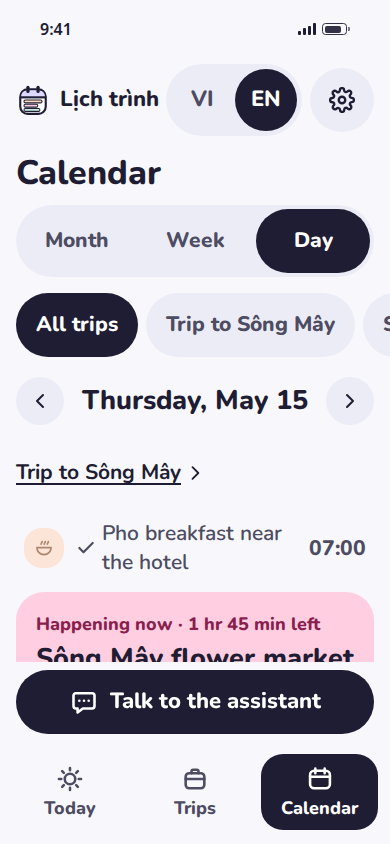 9:41
Lịch trình
VI
EN
Calendar
Month
Week
Day
All trips
Trip to Sông Mây
Thursday, May 15
Trip to Sông Mây
Pho breakfast near
the hotel
07:00
Happening now · 1 hr 45 min left
Sông Mây flower market
Talk to the assistant
Today
Trips
Calendar